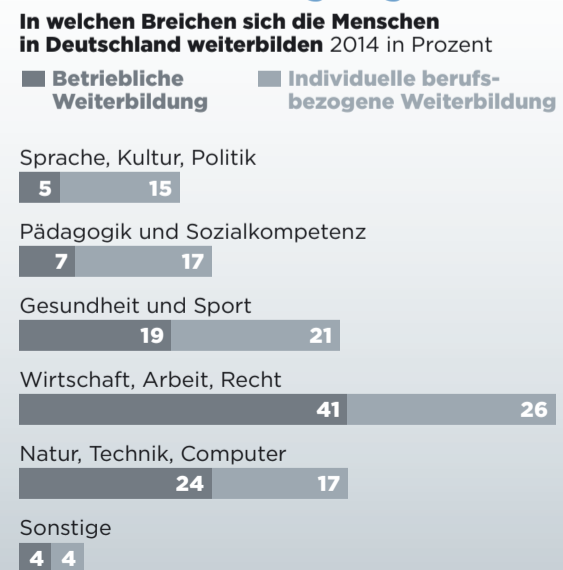 In welchen Breichen sich die Menschen
in Deutschland weiterbilden 2014 in Prozent
Betriebliche
Weiterbildung
Individuelle berufs-
bezogene Weiterbildung
Sprache, Kultur, Politik
5 15
Pädagogik und Sozialkompetenz
7 17
Gesundheit und Sport
19 21
Wirtschaft, Arbeit, Recht
41 26
Natur, Technik, Computer
24 17
Sonstige
4 4